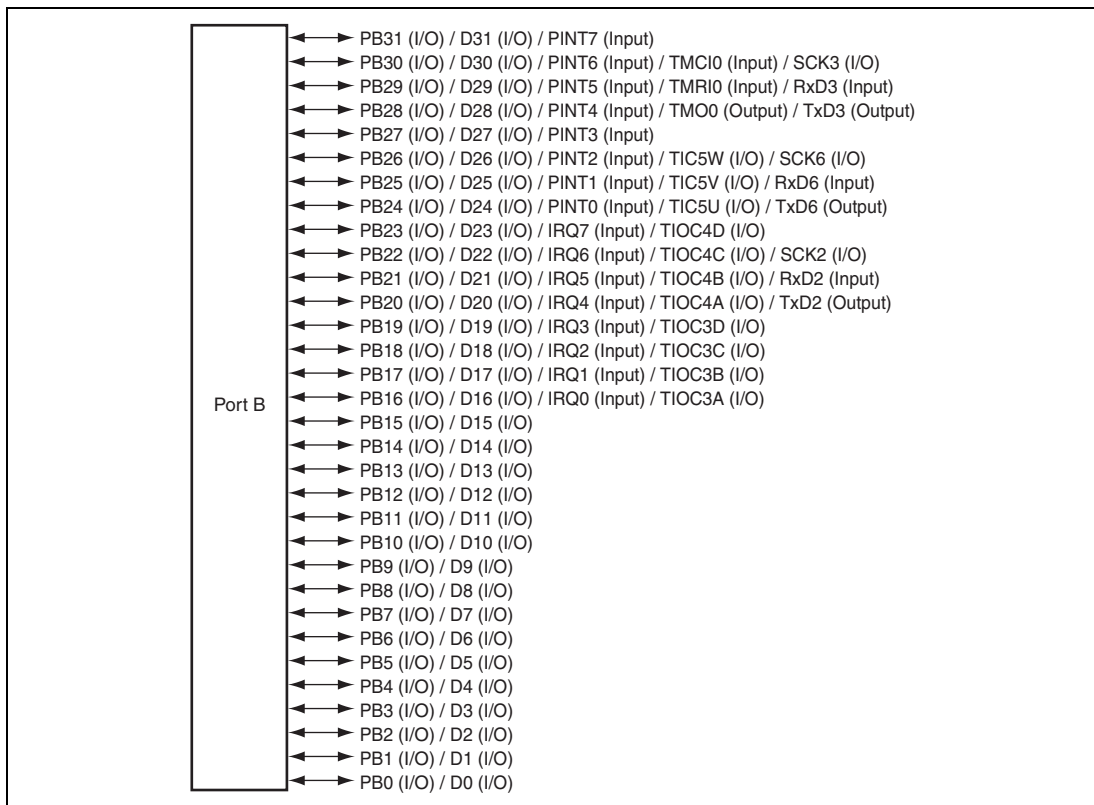 PB31 (I/O) / D31 (I/O) / PINT7 (Input)
PB30 (I/O) / D30 (I/O) / PINT6 (Input) / TMCI0 (Input) / SCK3 (I/O)
PB29 (I/O) / D29 (I/O) / PINT5 (Input) / TMRI0 (Input) / RxD3 (Input)
PB28 (I/O) / D28 (I/O) / PINT4 (Input) / TMO0 (Output) / TxD3 (Output)
PB27 (I/O) / D27 (I/O) / PINT3 (Input)
PB26 (I/O) / D26 (I/O) / PINT2 (Input) / TIC5W (I/O) / SCK6 (I/O)
PB25 (I/O) / D25 (I/O) / PINT1 (Input) / TIC5V (I/O) / RxD6 (Input)
PB24 (I/O) / D24 (I/O) / PINT0 (Input) / TIC5U (I/O) / TxD6 (Output)
PB23 (I/O) / D23 (I/O) / IRQ7 (Input) / TIOC4D (I/O)
PB22 (I/O) / D22 (I/O) / IRQ6 (Input) / TIOC4C (I/O) / SCK2 (I/O)
PB21 (I/O) / D21 (I/O) / IRQ5 (Input) / TIOC4B (I/O) / RxD2 (Input)
PB20 (I/O) / D20 (I/O) / IRQ4 (Input) / TIOC4A (I/O) / TxD2 (Output)
PB19 (I/O) / D19 (I/O) / IRQ3 (Input) / TIOC3D (I/O)
PB18 (I/O) / D18 (I/O) / IRQ2 (Input) / TIOC3C (I/O)
PB17 (I/O) / D17 (I/O) / IRQ1 (Input) / TIOC3B (I/O)
Port B
PB16 (I/O) / D16 (I/O) / IRQ0 (Input) / TIOC3A (I/O)
PB15 (I/O) / D15 (I/O)
PB14 (I/O) / D14 (I/O)
PB13 (I/O) / D13 (I/O)
PB12 (I/O) / D12 (I/O)
PB11 (I/O) / D11 (I/O)
PB10 (I/O) / D10 (I/O)
PB9 (I/O) / D9 (I/O)
PB8 (I/O) / D8 (I/O)
PB7 (I/O) / D7 (I/O)
PB6 (I/O) / D6 (I/O)
PB5 (I/O) / D5 (I/O)
PB4 (I/O) / D4 (I/O)
PB3 (I/O) / D3 (I/O)
PB2 (I/O) / D2 (I/O)
PB1 (I/O) / D1 (I/O)
PB0 (I/O) / D0 (I/O)